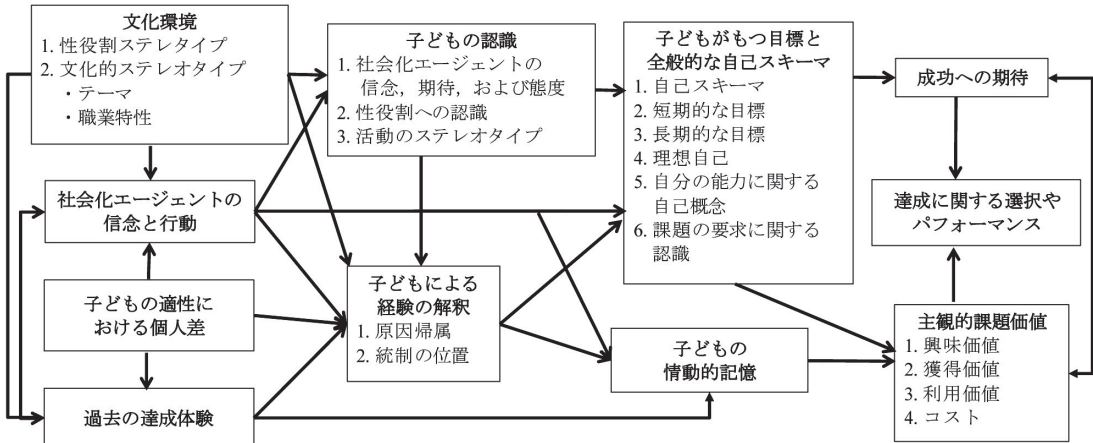 文化環境
1. 性役割ステレタイプ
2. 文化的ステレオタイプ
・テーマ
・職業特性
社会化エージェントの
信念と行動
子どもの適性に
おける個人差
過去の達成体験
子どもの認識
1. 社会化エージェントの
信念，期待，および態度
2. 性役割への認識
3. 活動のステレオタイプ
子どもによる
経験の解釈
1. 原因帰属
2. 統制の位置
子どもがもつ目標と
全般的な自己スキーマ
1. 自己スキーマ
2. 短期的な目標
3. 長期的な目標
4. 理想自己
5. 自分の能力に関する
自己概念
6. 課題の要求に関する
認識
子どもの
情動的記憶
成功への期待
達成に関する選択や
パフォーマンス
主観的課題価値
1. 興味価値
2. 獲得価値
3. 利用価値
4. コスト